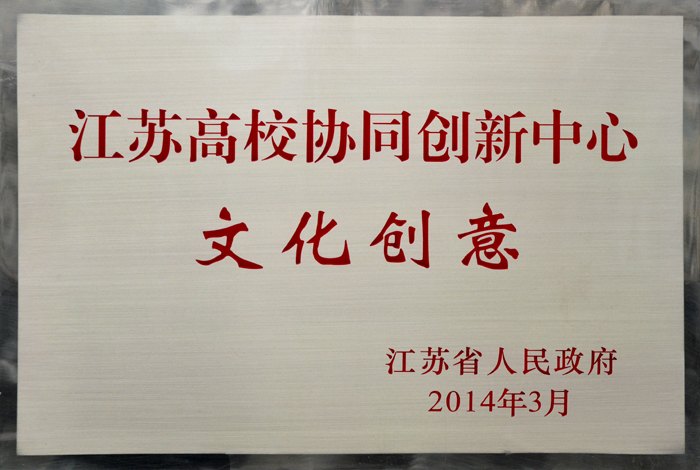 江苏高校协同创新中心
文化创意
江苏省人民政府
2014年3月